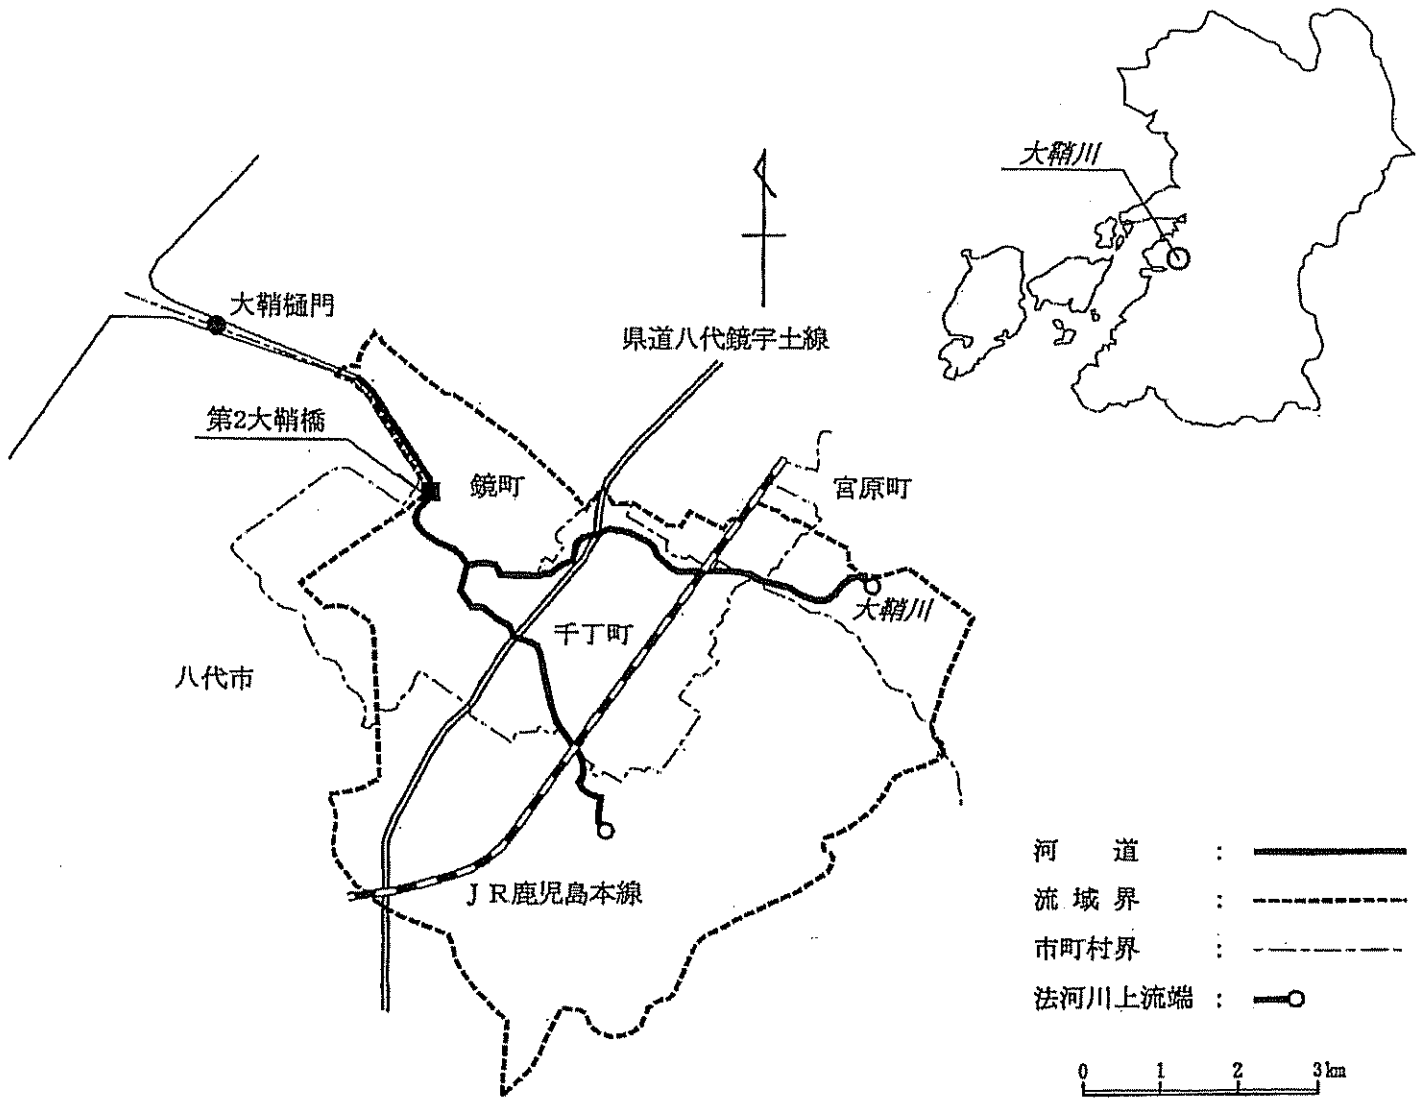 大鞘川
大鞘樋門
県道八代鏡宇土線
第2大鞘橋
鏡町
宮原町
大鞘川
千丁町
八代市
JR鹿児島本線
河 道 :
流 域 界 :
市町村界 :
法河川上流端 :
0 1 2 3km